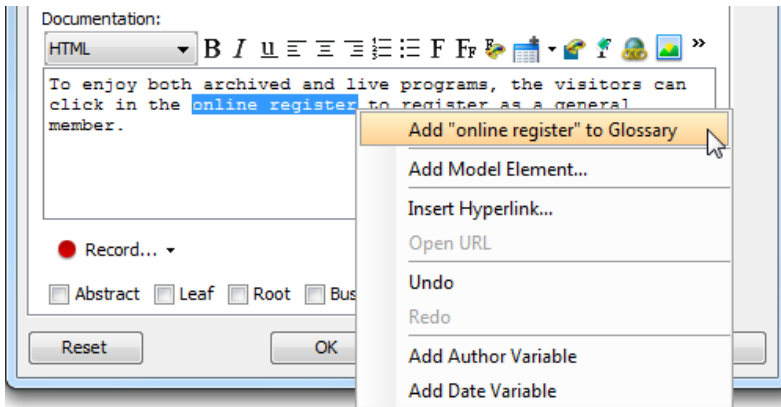 Documentation:
HTML B I u F FF »
To enjoy both archived and live programs, the visitors can
click in the online register to register as a general
member.
Add "online register" to Glossary
Add Model Element...
Insert Hyperlink...
Open URL
Record...
Undo
Abstract Leaf Root Bus
Redo
Reset OK
Add Author Variable
Add Date Variable